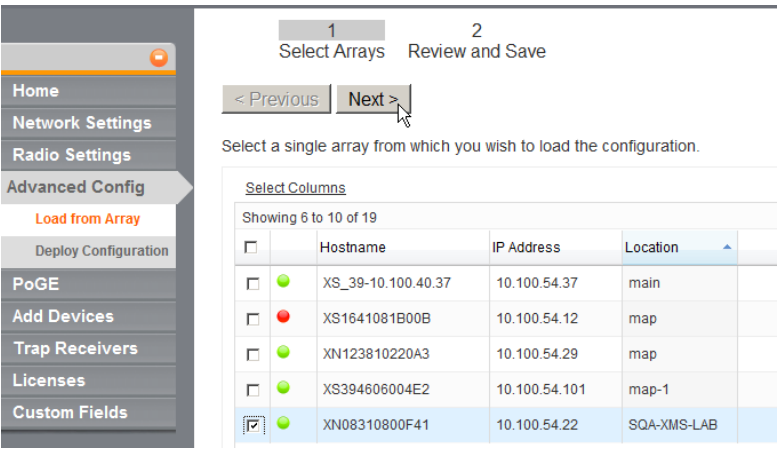 1 2
Select Arrays Review and Save
< Previous Next >
Select a single array from which you wish to load the configuration.
Select Columns
Showing 6 to 10 of 19
Hostname IP Address Location
XS_39-10.100.40.37 10.100.54.37 main
XS1641081B00B 10.100.54.12 map
XN123810220A3 10.100.54.29 map
XS394606004E2 10.100.54.101 map-1
XN08310800F41 10.100.54.22 SQA-XMS-LAB
Home
Network Settings
Radio Settings
Advanced Config
Load from Array
Deploy Configuration
PoGE
Add Devices
Trap Receivers
Licenses
Custom Fields